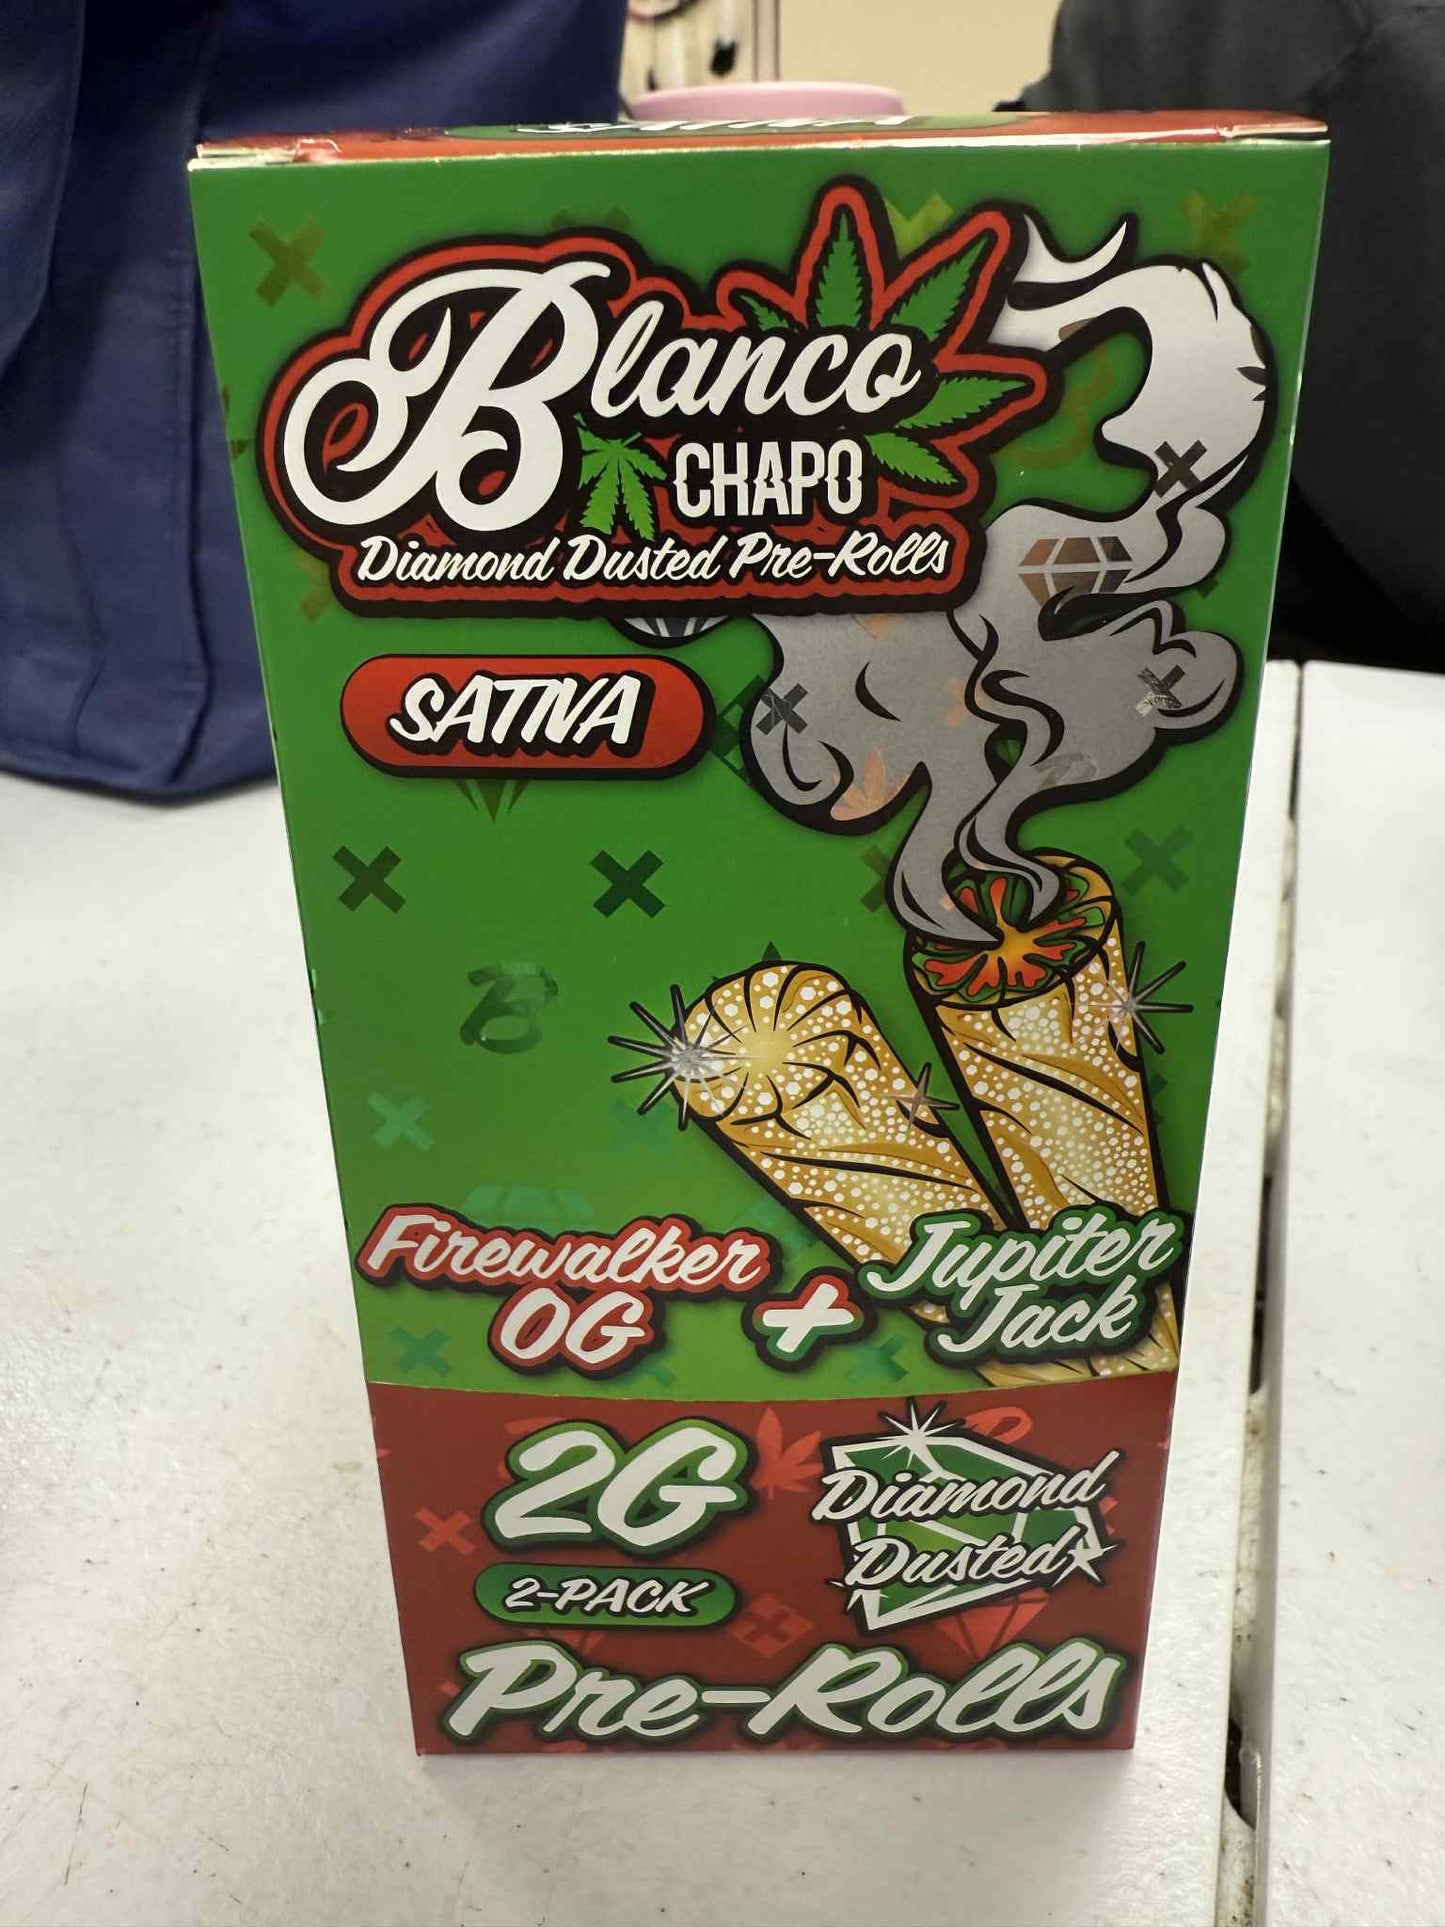 Blanco
CHAPO
Diamond Dusted Pre-Rolls
SATIVA
B
Firewalker
OG
+
Jupiter
Jack
2G
2-PACK
Diamond
Dusted
Pre-Rolls